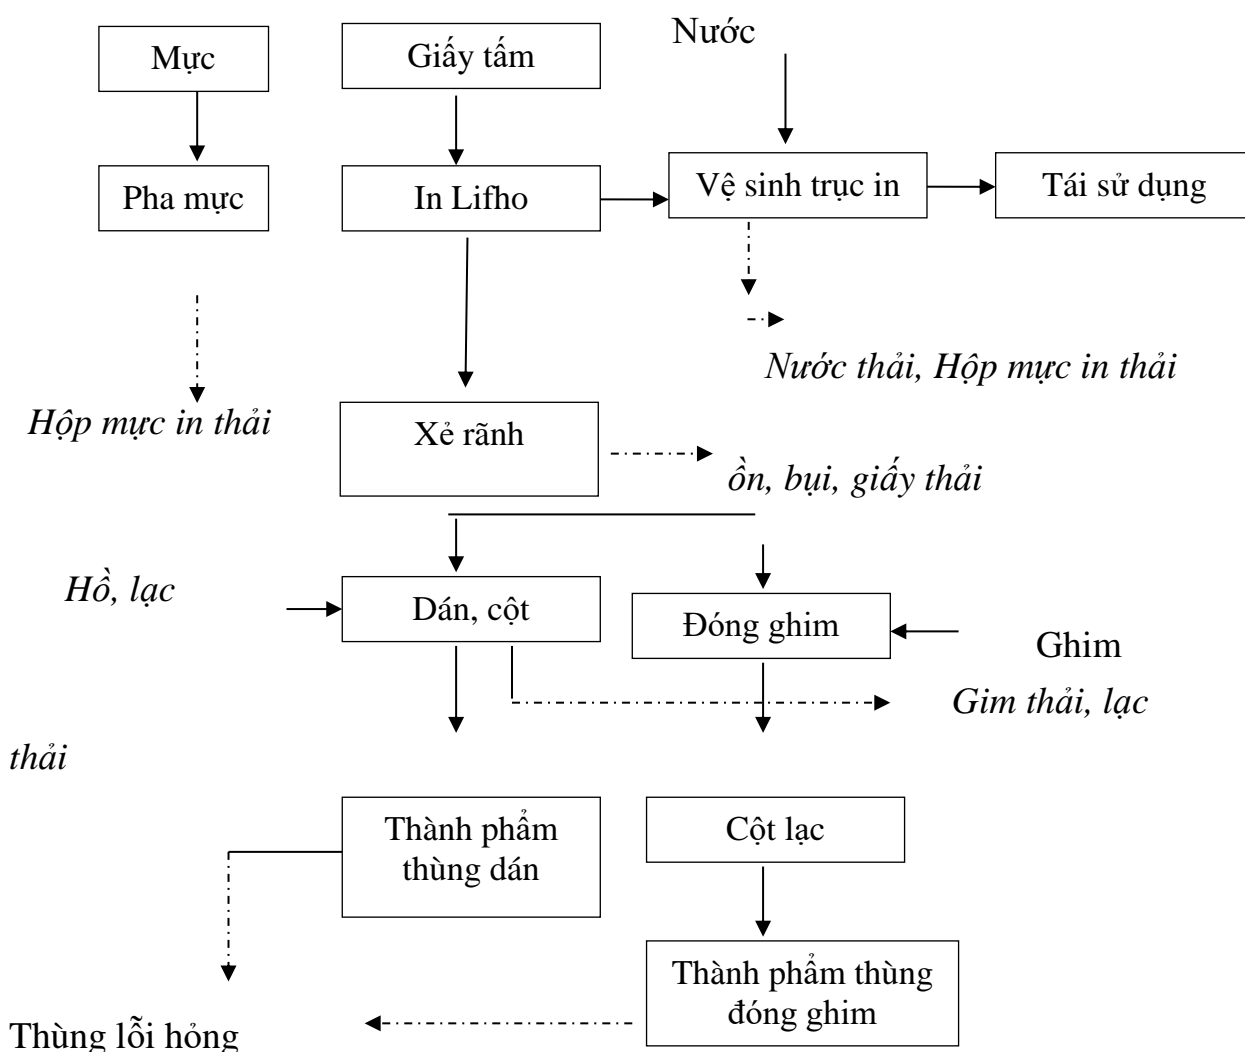 Nước
Mực
Giấy tấm
Pha mực
In Lifho
Vệ sinh trục in
Tái sử dụng
Nước thải, Hộp mực in thải
Hộp mực in thải
Xẻ rãnh
ồn, bụi, giấy thải
Hồ, lạc
Dán, cột
Đóng ghim
Ghim
Gim thải, lạc
thải
Thành phẩm
thùng dán
Cột lạc
Thành phẩm thùng
đóng ghim
Thùng lỗi hỏng